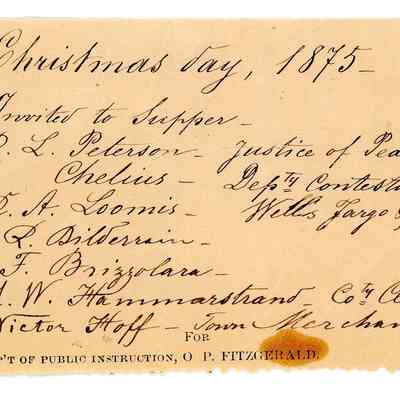 Christmas day, 1875-
Invited to Supper-
L. Peterson- Justice of Pea
Chelius- Depty Contesta
A. Loomis- Wells Fargo &
L. Bilderrain-
F. Brizzolara-
W. Hammarstrand- Coty Cl
Victor Hoff- Town Merchan
FOR
P'T OF PUBLIC INSTRUCTION, O. P. FITZGERALD.